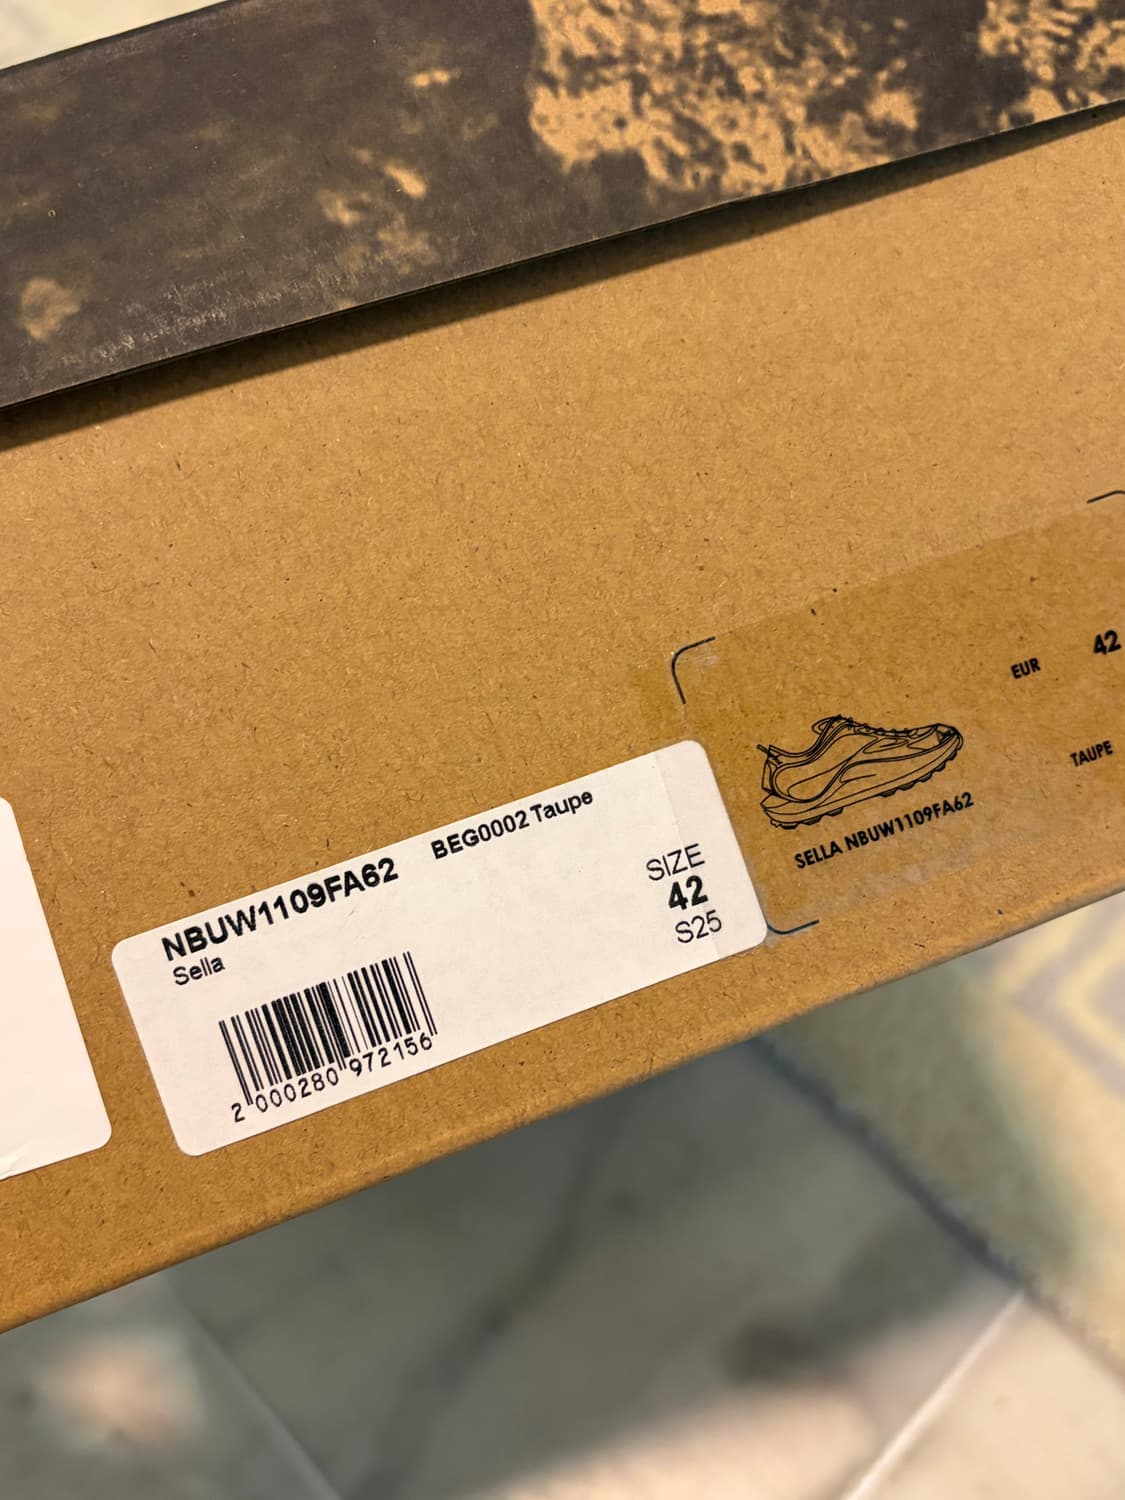 NBUW1109FA62 BEG0002 Taupe
Sella
SIZE
42
S25
2 000280 972156
EUR 42
TAUPE
SELLA NBUW1109FA62